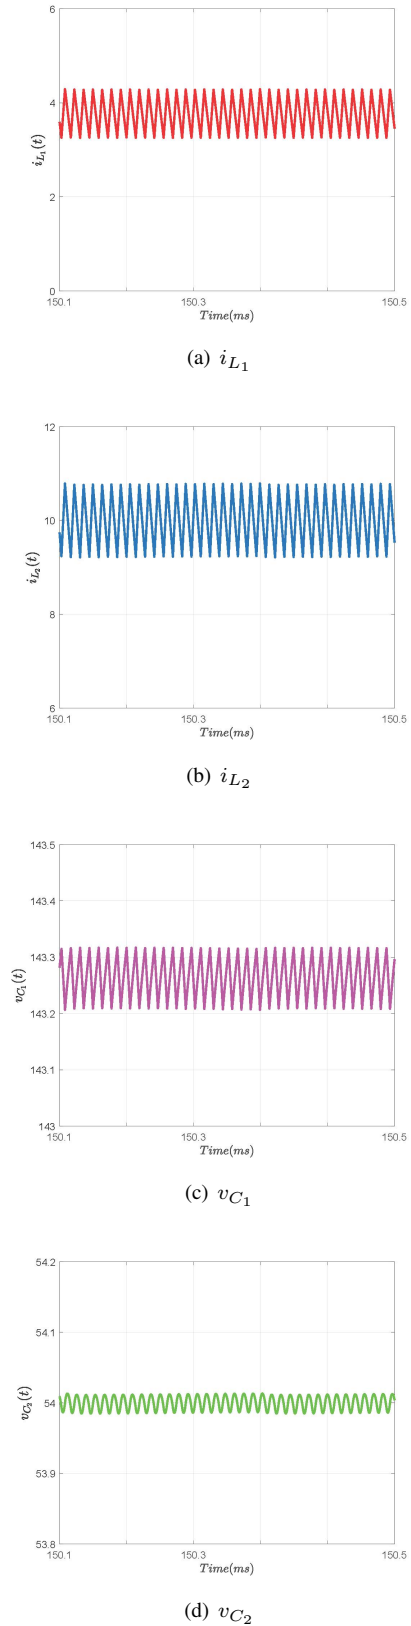 6
4
2
0
i_{L_1}(t)
150.1 150.3 150.5
Time(ms)
(a) i_{L_1}
12
10
8
6
i_{L_2}(t)
150.1 150.3 150.5
Time(ms)
(b) i_{L_2}
143.5
143.4
143.3
143.2
143.1
143
v_{C_1}(t)
150.1 150.3 150.5
Time(ms)
(c) v_{C_1}
54.2
54.1
54
53.9
53.8
v_{C_2}(t)
150.1 150.3 150.5
Time(ms)
(d) v_{C_2}